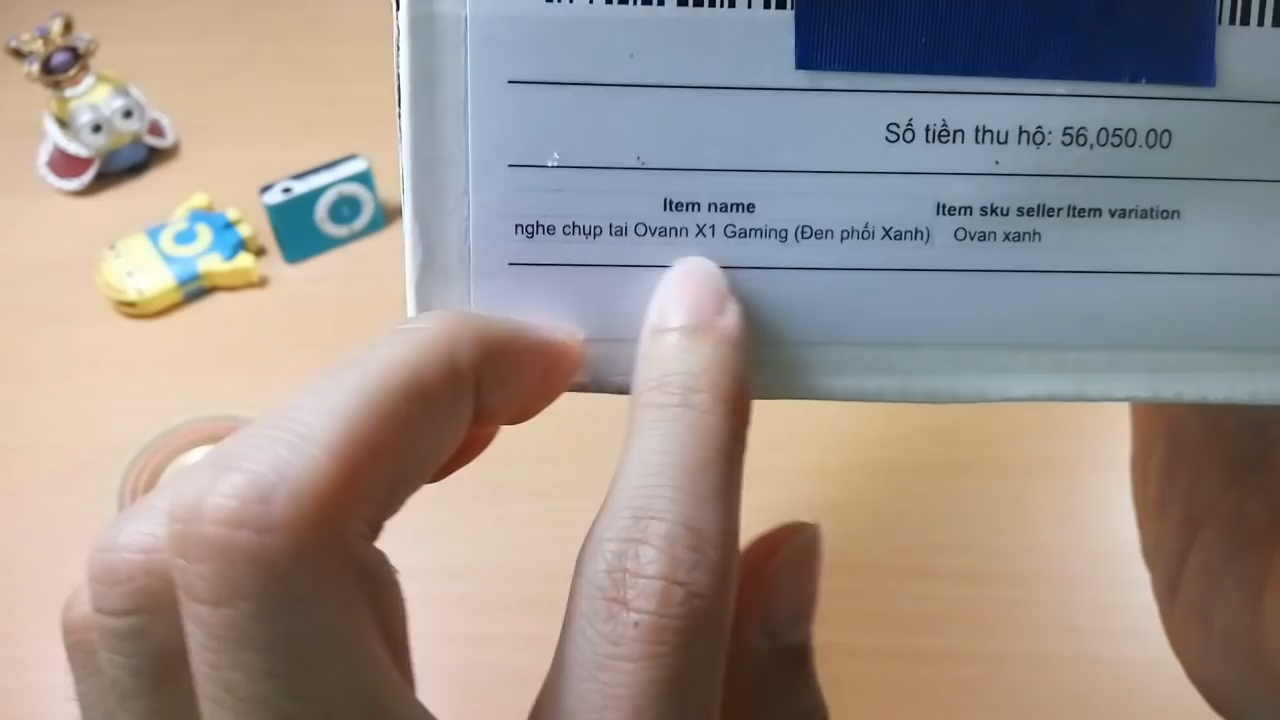 Số tiền thu hộ: 56,050.00
Item name Item sku seller Item variation
nghe chụp tai Ovann X1 Gaming (Đen phối Xanh) Ovan xanh